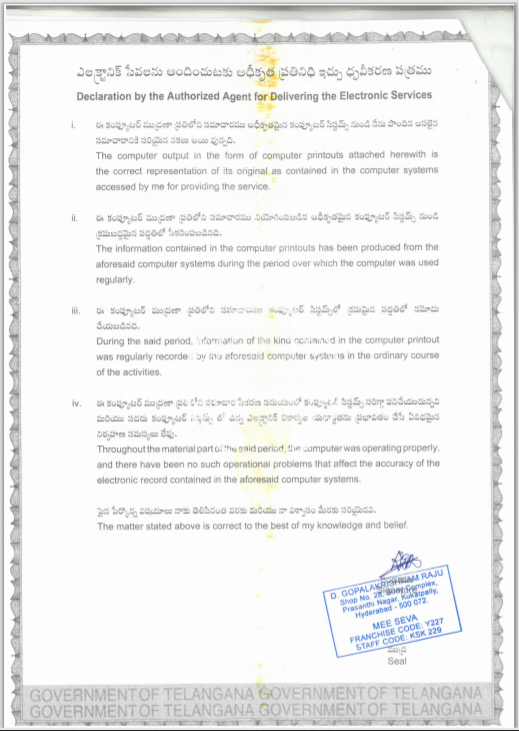 ఎలక్ట్రానిక్ సేవలను అందించుటకు అధీకృత ప్రతినిధి ఇచ్చు ధృవీకరణ పత్రము
Declaration by the Authorized Agent for Delivering the Electronic Services
i. ఈ కంప్యూటర్ ముద్రణా ప్రతిలోని సమాచారము అధీకృతమైన కంప్యూటర్ సిస్టమ్స్ నుండి నేను పొందిన అసలైన
సమాచారానికి సరియైన నకలు అయి వున్నది.
The computer output in the form of computer printouts attached herewith is
the correct representation of its original as contained in the computer systems
accessed by me for providing the service.
ii. ఈ కంప్యూటర్ ముద్రణా ప్రతిలోని సమాచారము నియోగించబడిన అధీకృతమైన కంప్యూటర్ సిస్టమ్స్ నుండి
క్రమబద్ధమైన పద్ధతిలో సేకరించబడినది.
The information contained in the computer printouts has been produced from the
aforesaid computer systems during the period over which the computer was used
regularly.
iii. ఈ కంప్యూటర్ ముద్రణా ప్రతిలోని సమాచారము కంప్యూటర్ సిస్టమ్స్‌లో క్రమమైన పద్ధతిలో నమోదు
చేయబడినది.
During the said period, information of the kind contained in the computer printout
was regularly recorded by the aforesaid computer systems in the ordinary course
of the activities.
iv. ఈ కంప్యూటర్ ముద్రణా ప్రతిలోని సమాచార సేకరణ సమయంలో కంప్యూటర్ సిస్టమ్స్ సరిగ్గా పనిచేయుచున్నవి
మరియు సదరు కంప్యూటర్ సిస్టమ్స్ లో ఉన్న ఎలక్ట్రానిక్ రికార్డుల ఖచ్చితత్వాన్ని ప్రభావితం చేసే ఏవిధమైన
నిర్వహణ సమస్యలు లేవు.
Throughout the material part of the said period, the computer was operating properly,
and there have been no such operational problems that affect the accuracy of the
electronic record contained in the aforesaid computer systems.
పైన పేర్కొన్న విషయాలు నాకు తెలిసినంత వరకు మరియు నా విశ్వాసం మేరకు సరియైనవి.
The matter stated above is correct to the best of my knowledge and belief.
D. GOPALAKRISHNAM RAJU
Shop No. 28, Complex,
Prasanthi Nagar, Kukatpally,
Hyderabad - 500 072.
MEE SEVA
FRANCHISE CODE: Y227
STAFF CODE: KSK 229
ముద్ర
Seal
GOVERNMENT OF TELANGANA GOVERNMENT OF TELANGANA
GOVERNMENT OF TELANGANA GOVERNMENT OF TELANGANA